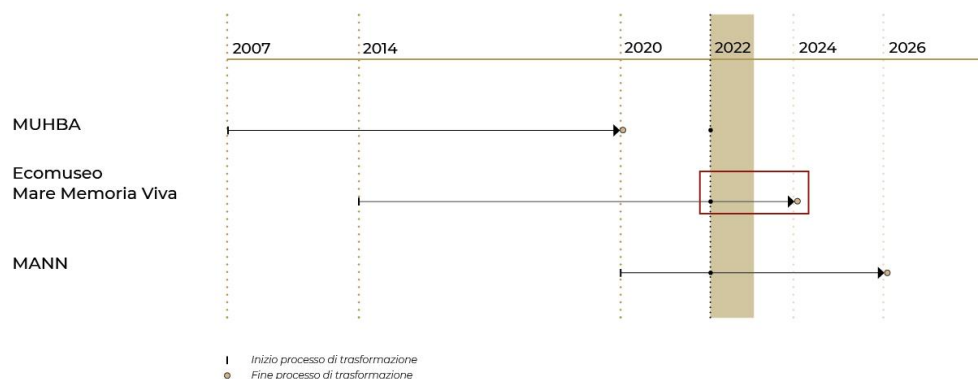 2007 2014 2020 2022 2024 2026
MUHBA
Ecomuseo
Mare Memoria Viva
MANN
Inizio processo di trasformazione
Fine processo di trasformazione